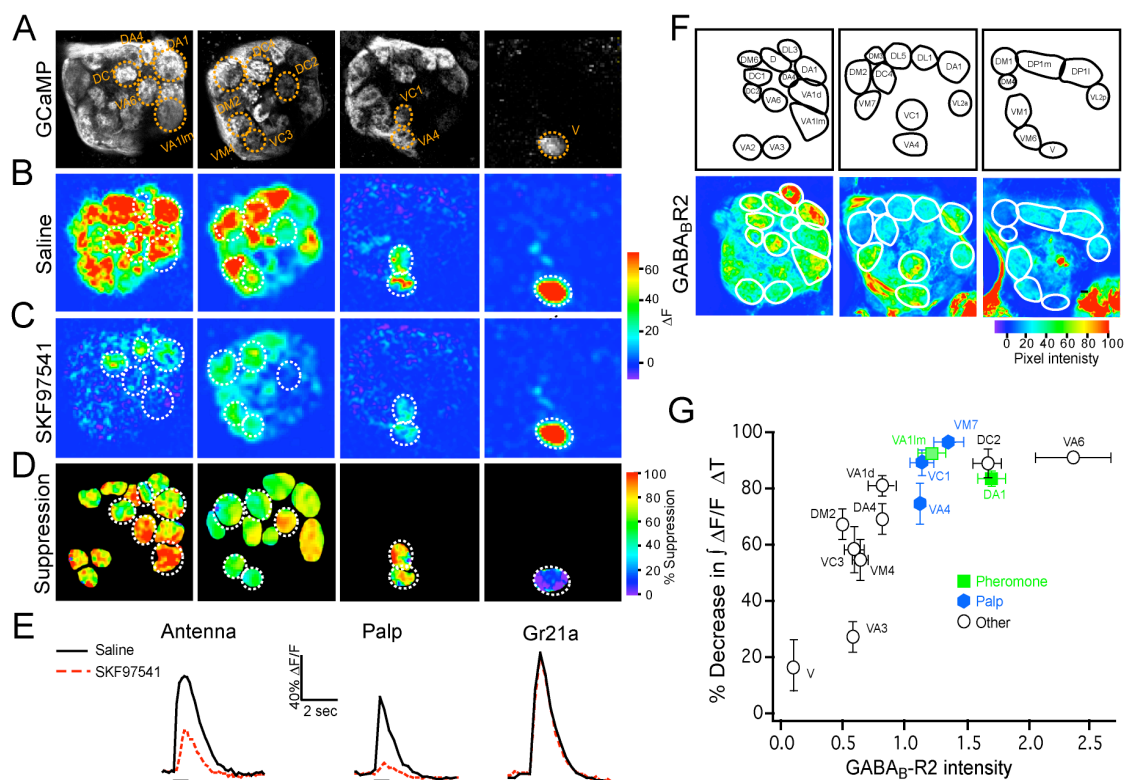 A
GCaMP
DA4
DA1
DC1
VA6
VA1lm
DC4
DC2
DM2
VM4
VC3
VC1
VA4
V
B
Saline
C
SKF97541
60
40
20
0
ΔF
D
Suppression
100
80
60
40
20
0
% Suppression
E
Antenna
Palp
Gr21a
Saline
SKF97541
40% ΔF/F
2 sec
F
DL3
DM6
D
DA1
DC1
DA4
DC2
VA6
VA1d
VA1lm
VA2
VA3
DM3
DL5
DL1
DM2
DC4
DA1
VM7
VL2a
VC1
VA4
DM1
DP1m
DP1l
DM4
VL2p
VM1
VM6
V
GABABR2
0 20 40 60 80 100
Pixel intenisty
G
% Decrease in ∫ ΔF/F ΔT
100
80
60
40
20
0
VM7
VA1lm
DC2
VA6
VA1d
VC1
DA1
DM2
DA4
VA4
VC3
VM4
VA3
V
Pheromone
Palp
Other
0.0 0.5 1.0 1.5 2.0 2.5
GABAB-R2 intensity